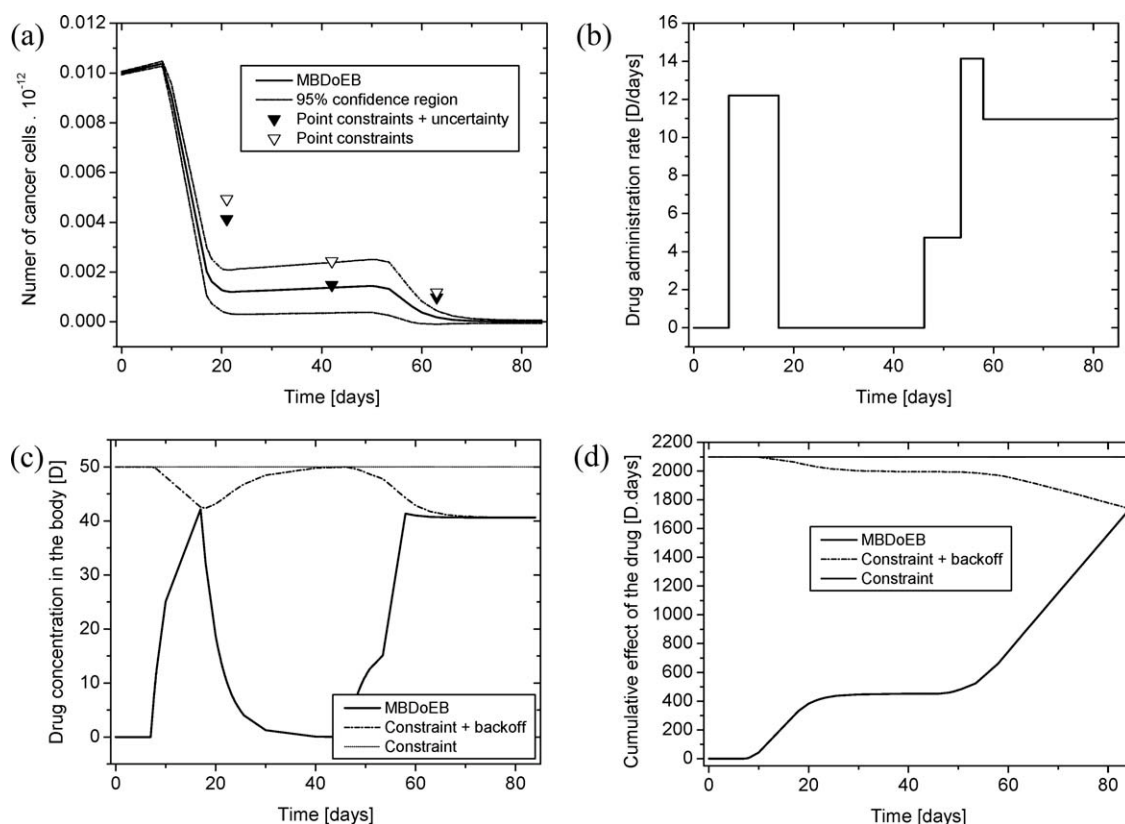 (a)
Numer of cancer cells . 10-12
0.012
0.010
0.008
0.006
0.004
0.002
0.000
MBDoEB
95% confidence region
Point constraints + uncertainty
Point constraints
0 20 40 60 80
Time [days]
(b)
Drug administration rate [D/days]
16
14
12
10
8
6
4
2
0
0 20 40 60 80
Time [days]
(c)
Drug concentration in the body [D]
50
40
30
20
10
0
MBDoEB
Constraint + backoff
Constraint
0 20 40 60 80
Time [days]
(d)
Cumulative effect of the drug [D.days]
2200
2000
1800
1600
1400
1200
1000
800
600
400
200
0
MBDoEB
Constraint + backoff
Constraint
0 20 40 60 80
Time [days]